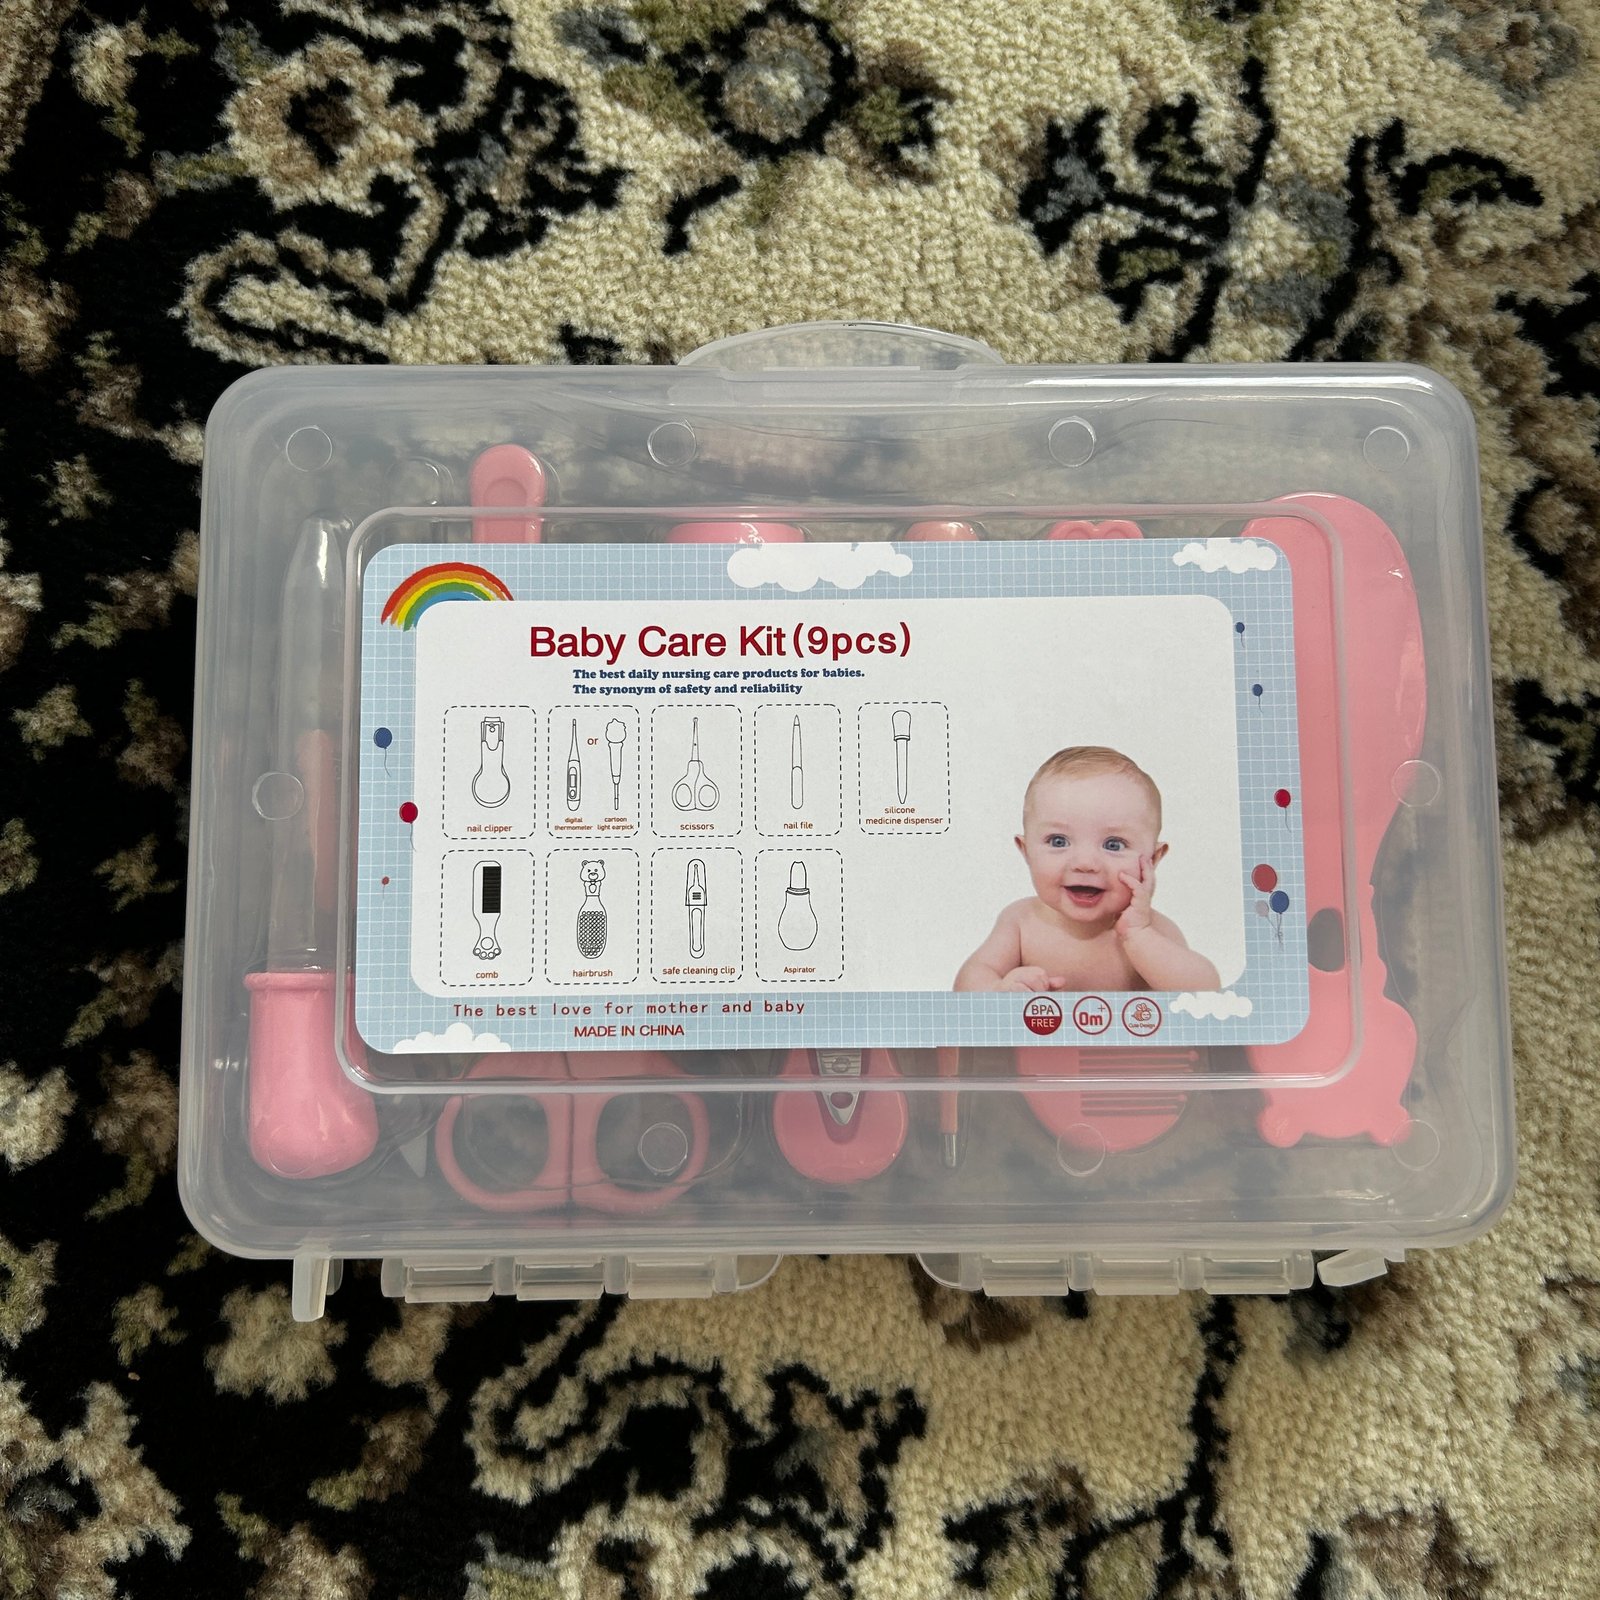 Baby Care Kit(9pcs)
The best daily nursing care products for babies.
The synonym of safety and reliability
nail clipper
digital
thermometer
or
cartoon
light earpick
scissors
nail file
silicone
medicine dispenser
comb
hairbrush
safe cleaning clip
Aspirator
The best love for mother and baby
MADE IN CHINA
BPA
FREE
0m+
Cute Design